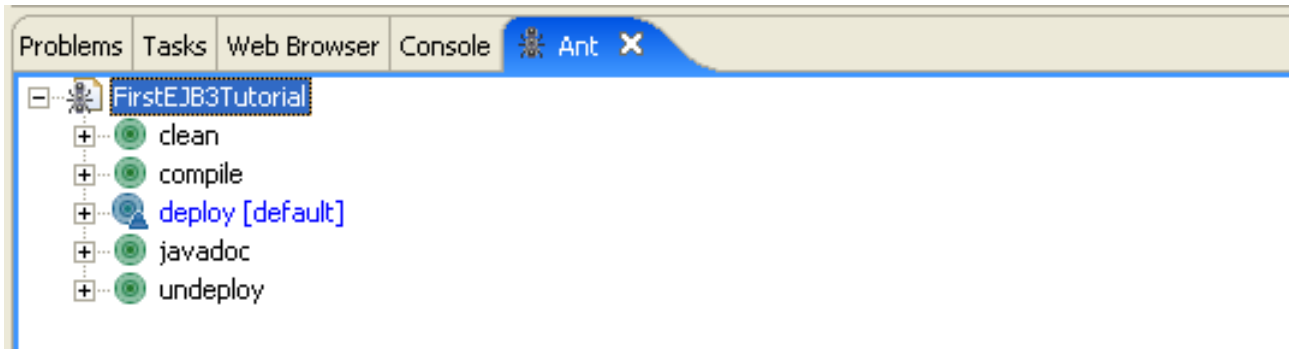 Problems Tasks Web Browser Console Ant
FirstEJB3Tutorial
clean
compile
deploy [default]
javadoc
undeploy